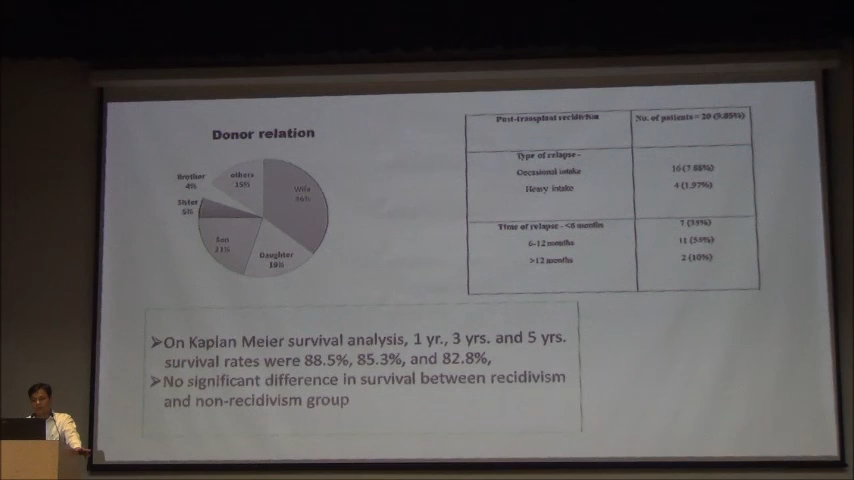 Donor relation
Brother
4%
others
15%
Wife
36%
Sister
5%
Son
21%
Daughter
19%
Post-transplant recidivism
No. of patients = 20 (9.85%)
Type of relapse -
Occasional intake
16 (7.88%)
Heavy intake
4 (1.97%)
Time of relapse - <6 months
7 (35%)
6-12 months
11 (55%)
>12 months
2 (10%)
➢On Kaplan Meier survival analysis, 1 yr., 3 yrs. and 5 yrs.
survival rates were 88.5%, 85.3%, and 82.8%,
➢No significant difference in survival between recidivism
and non-recidivism group